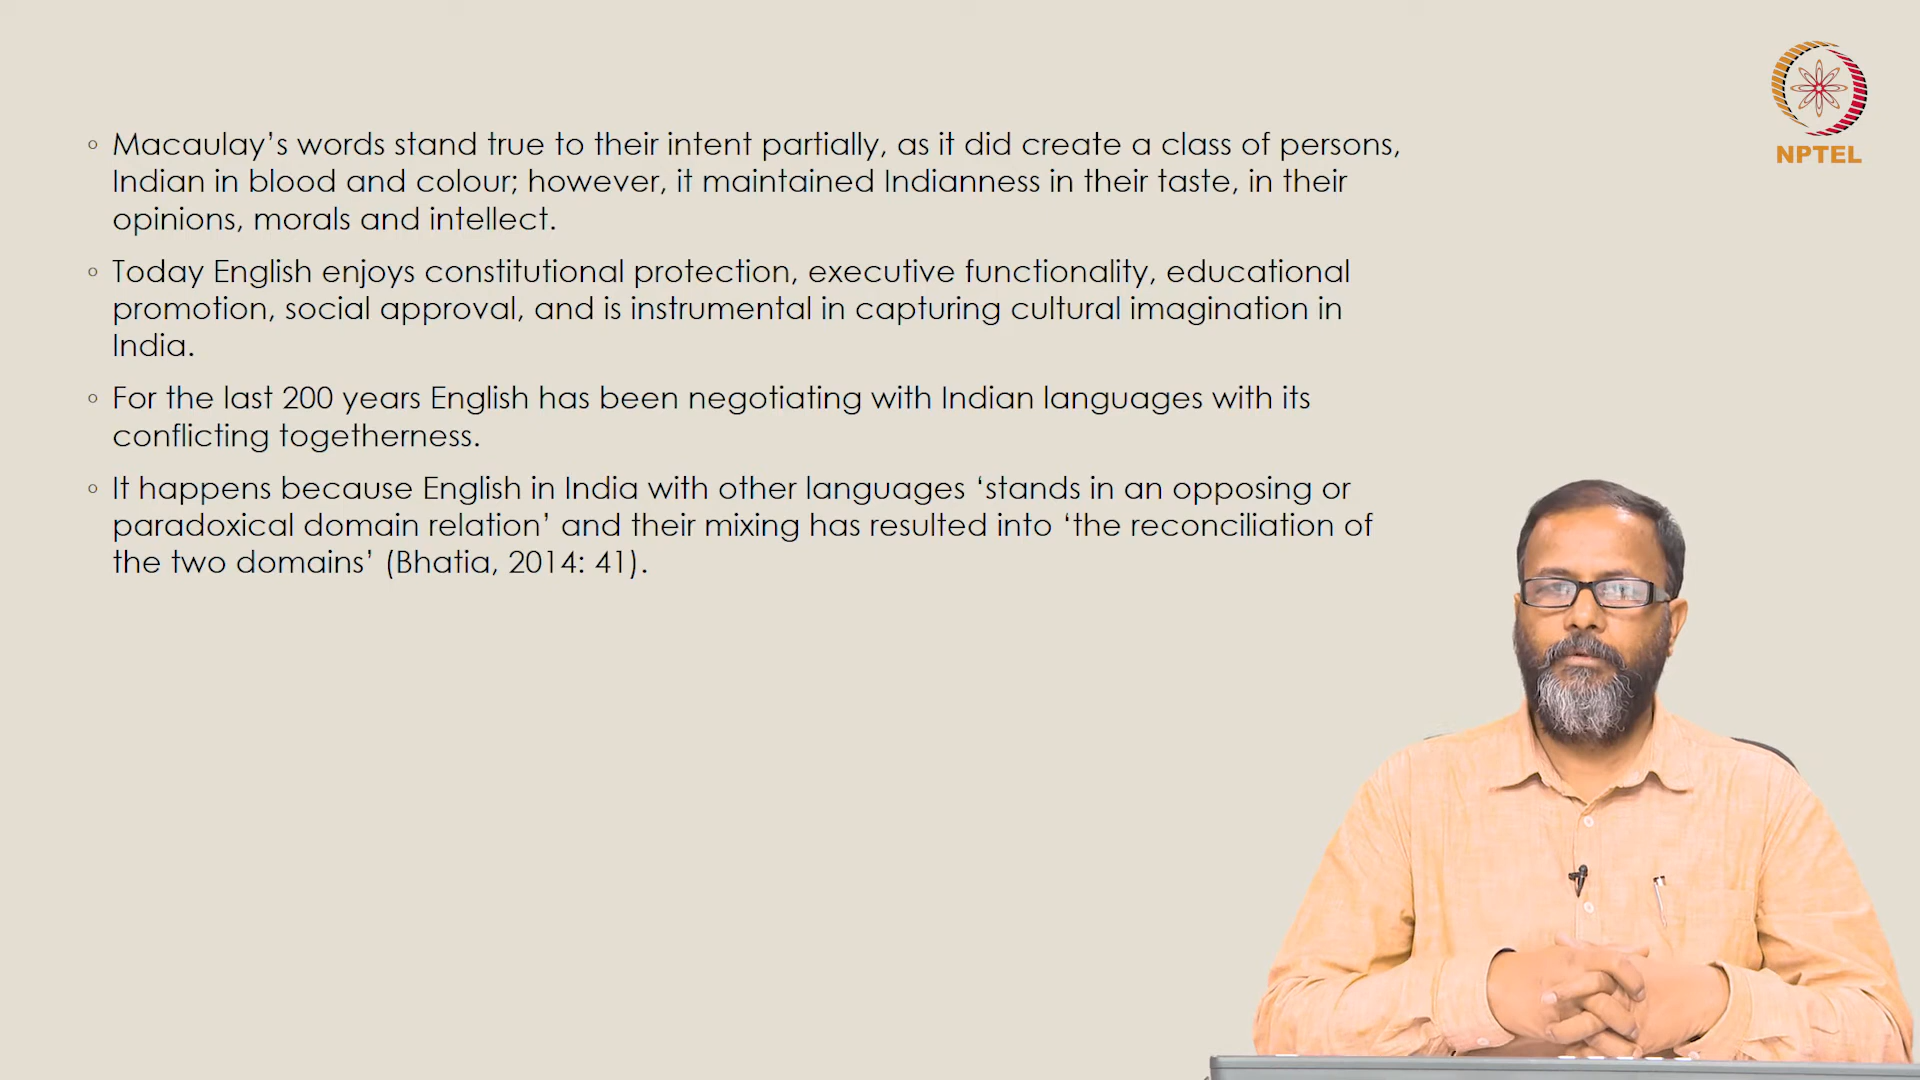 NPTEL
◦ Macaulay’s words stand true to their intent partially, as it did create a class of persons,
Indian in blood and colour; however, it maintained Indianness in their taste, in their
opinions, morals and intellect.
◦ Today English enjoys constitutional protection, executive functionality, educational
promotion, social approval, and is instrumental in capturing cultural imagination in
India.
◦ For the last 200 years English has been negotiating with Indian languages with its
conflicting togetherness.
◦ It happens because English in India with other languages ‘stands in an opposing or
paradoxical domain relation’ and their mixing has resulted into ‘the reconciliation of
the two domains’ (Bhatia, 2014: 41).